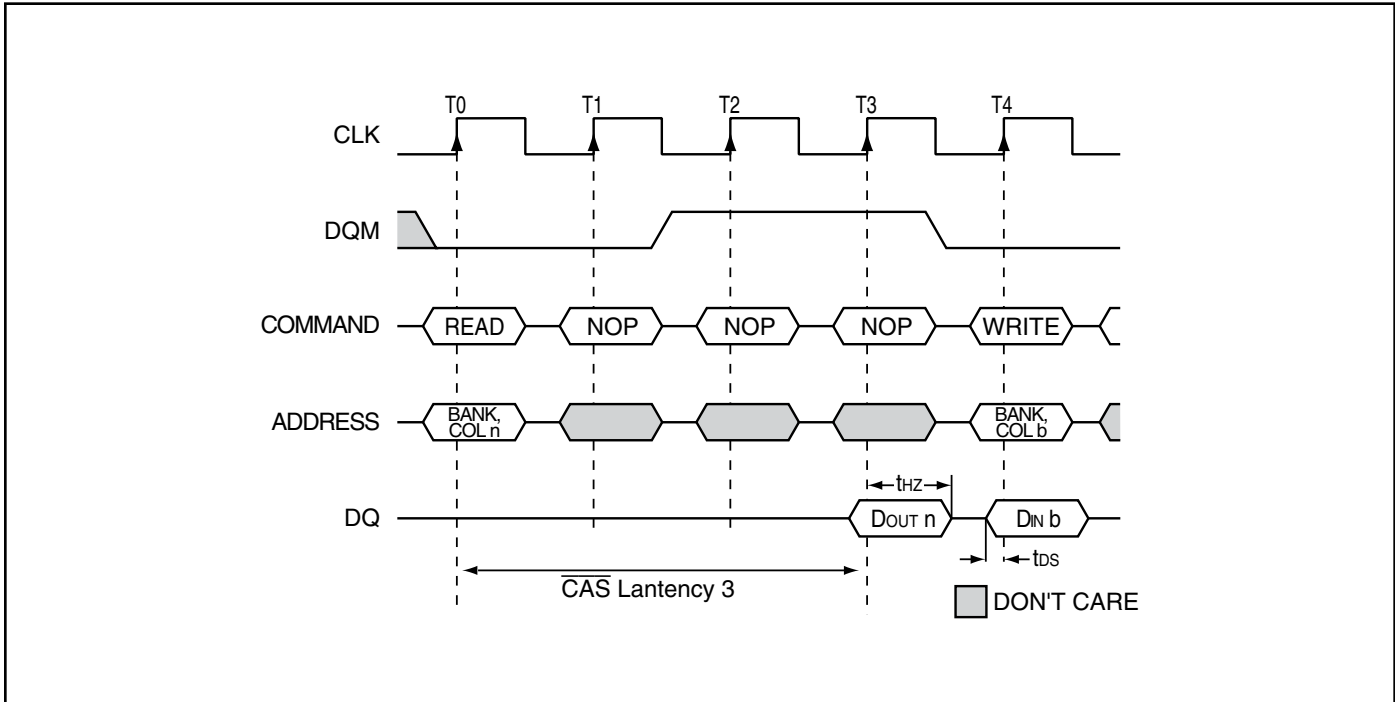 T0 T1 T2 T3 T4
CLK
DQM
COMMAND READ NOP NOP NOP WRITE
ADDRESS BANK, COL n BANK, COL b
tHZ
DQ DOUT n DIN b
tDS
CAS Lantency 3
DON'T CARE